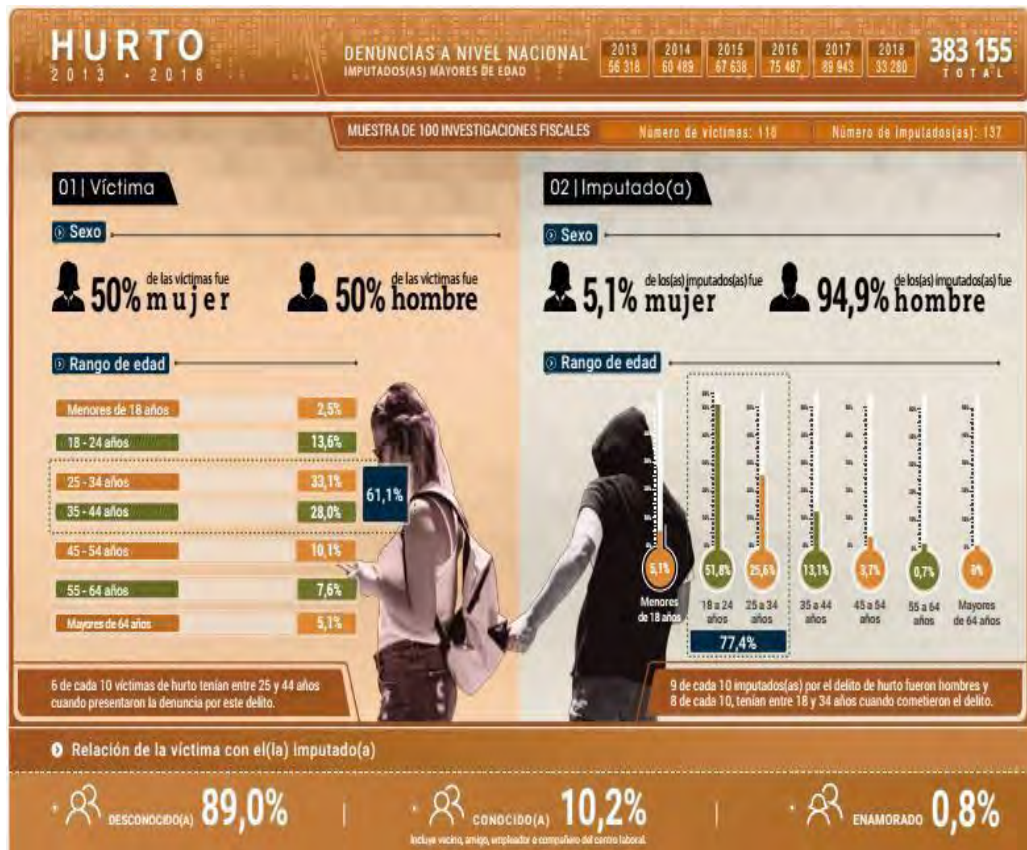 HURTO
2013 • 2018
DENUNCIAS A NIVEL NACIONAL
IMPUTADOS(AS) MAYORES DE EDAD
2013 2014 2015 2016 2017 2018
56 318 60 489 67 638 75 487 89 943 33 280
383 155
TOTAL
MUESTRA DE 100 INVESTIGACIONES FISCALES
Número de víctimas: 118
Número de imputados(as): 137
01 | Víctima
Sexo
50% de las víctimas fue mujer
50% de las víctimas fue hombre
Rango de edad
Menores de 18 años 2,5%
18 - 24 años 13,6%
25 - 34 años 33,1%
35 - 44 años 28,0%
61,1%
45 - 54 años 10,1%
55 - 64 años 7,6%
Mayores de 64 años 5,1%
6 de cada 10 víctimas de hurto tenían entre 25 y 44 años
cuando presentaron la denuncia por este delito.
02 | Imputado(a)
Sexo
5,1% de los(as) imputados(as) fue mujer
94,9% de los(as) imputados(as) fue hombre
Rango de edad
5,1% 51,8% 25,6% 13,1% 3,7% 0,7% 0%
Menores de 18 años
18 a 24 años
25 a 34 años
35 a 44 años
45 a 54 años
55 a 64 años
Mayores de 64 años
77,4%
9 de cada 10 imputados(as) por el delito de hurto fueron hombres y
8 de cada 10, tenían entre 18 y 34 años cuando cometieron el delito.
Relación de la víctima con el(la) imputado(a)
DESCONOCIDO(A) 89,0%
CONOCIDO(A) 10,2%
Incluye vecino, amigo, empleador o compañero del centro laboral.
ENAMORADO 0,8%